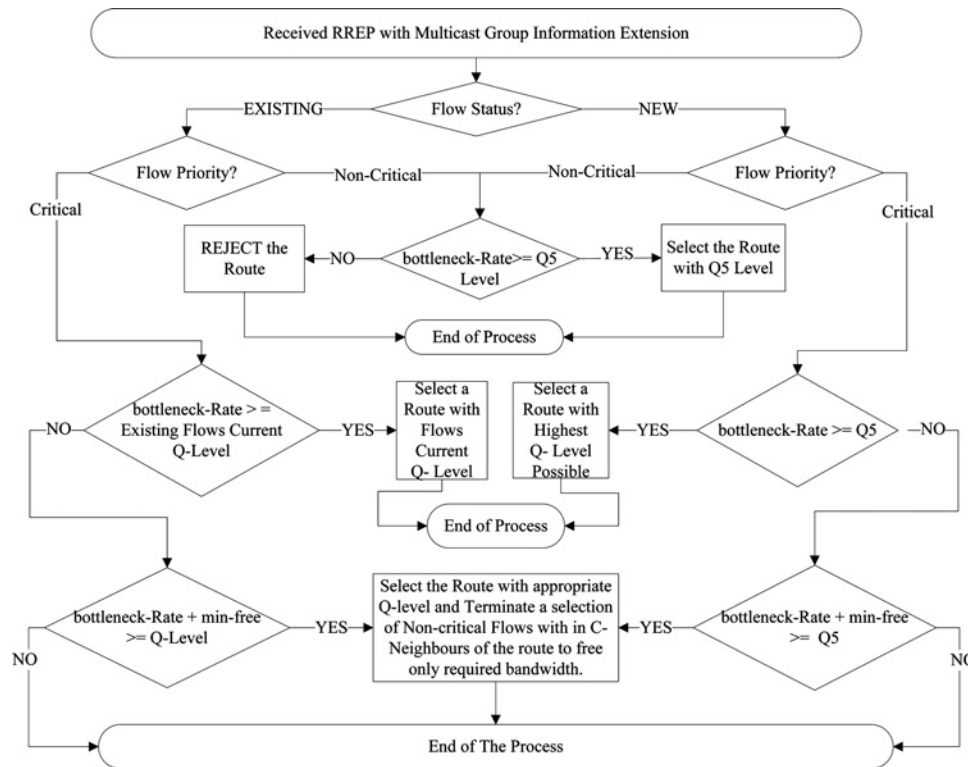 Received RREP with Multicast Group Information Extension
EXISTING
Flow Status?
NEW
Flow Priority?
Non-Critical
Non-Critical
Flow Priority?
Critical
Critical
REJECT the
Route
NO
bottleneck-Rate>= Q5
Level
YES
Select the Route
with Q5 Level
End of Process
NO
bottleneck-Rate > =
Existing Flows Current
Q-Level
YES
Select a
Route with
Flows
Current
Q- Level
Select a
Route with
Highest
Q- Level
Possible
YES
bottleneck-Rate >= Q5
NO
End of Process
bottleneck-Rate + min-free
>= Q-Level
YES
NO
Select the Route with appropriate
Q-level and Terminate a selection
of Non-critical Flows with in C-
Neighbours of the route to free
only required bandwidth.
YES
bottleneck-Rate + min-free
>= Q5
NO
End of The Process